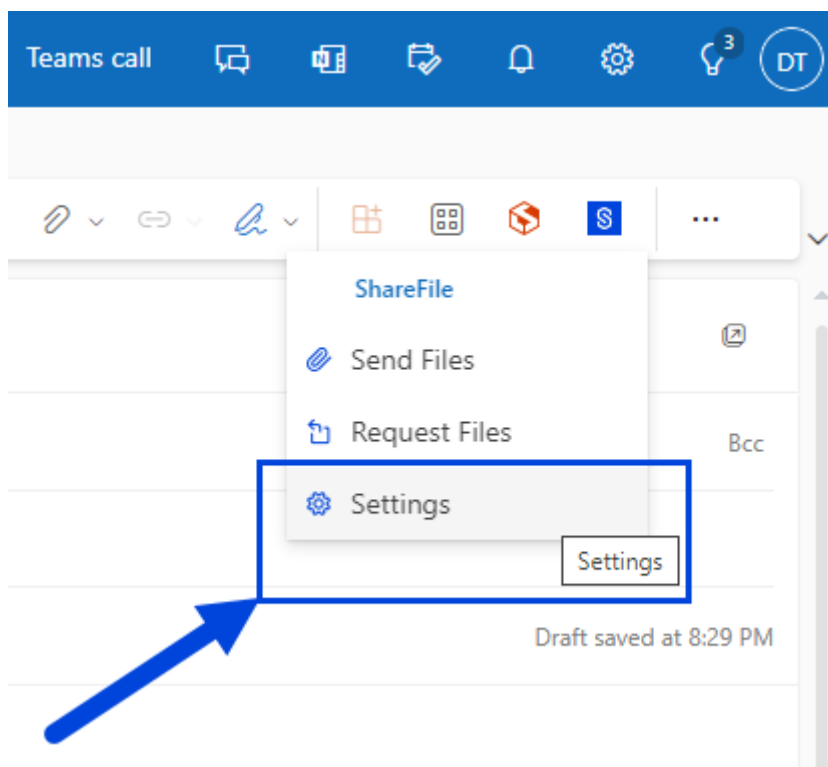 Teams call
3
DT
ShareFile
Send Files
Request Files
Bcc
Settings
Settings
Draft saved at 8:29 PM